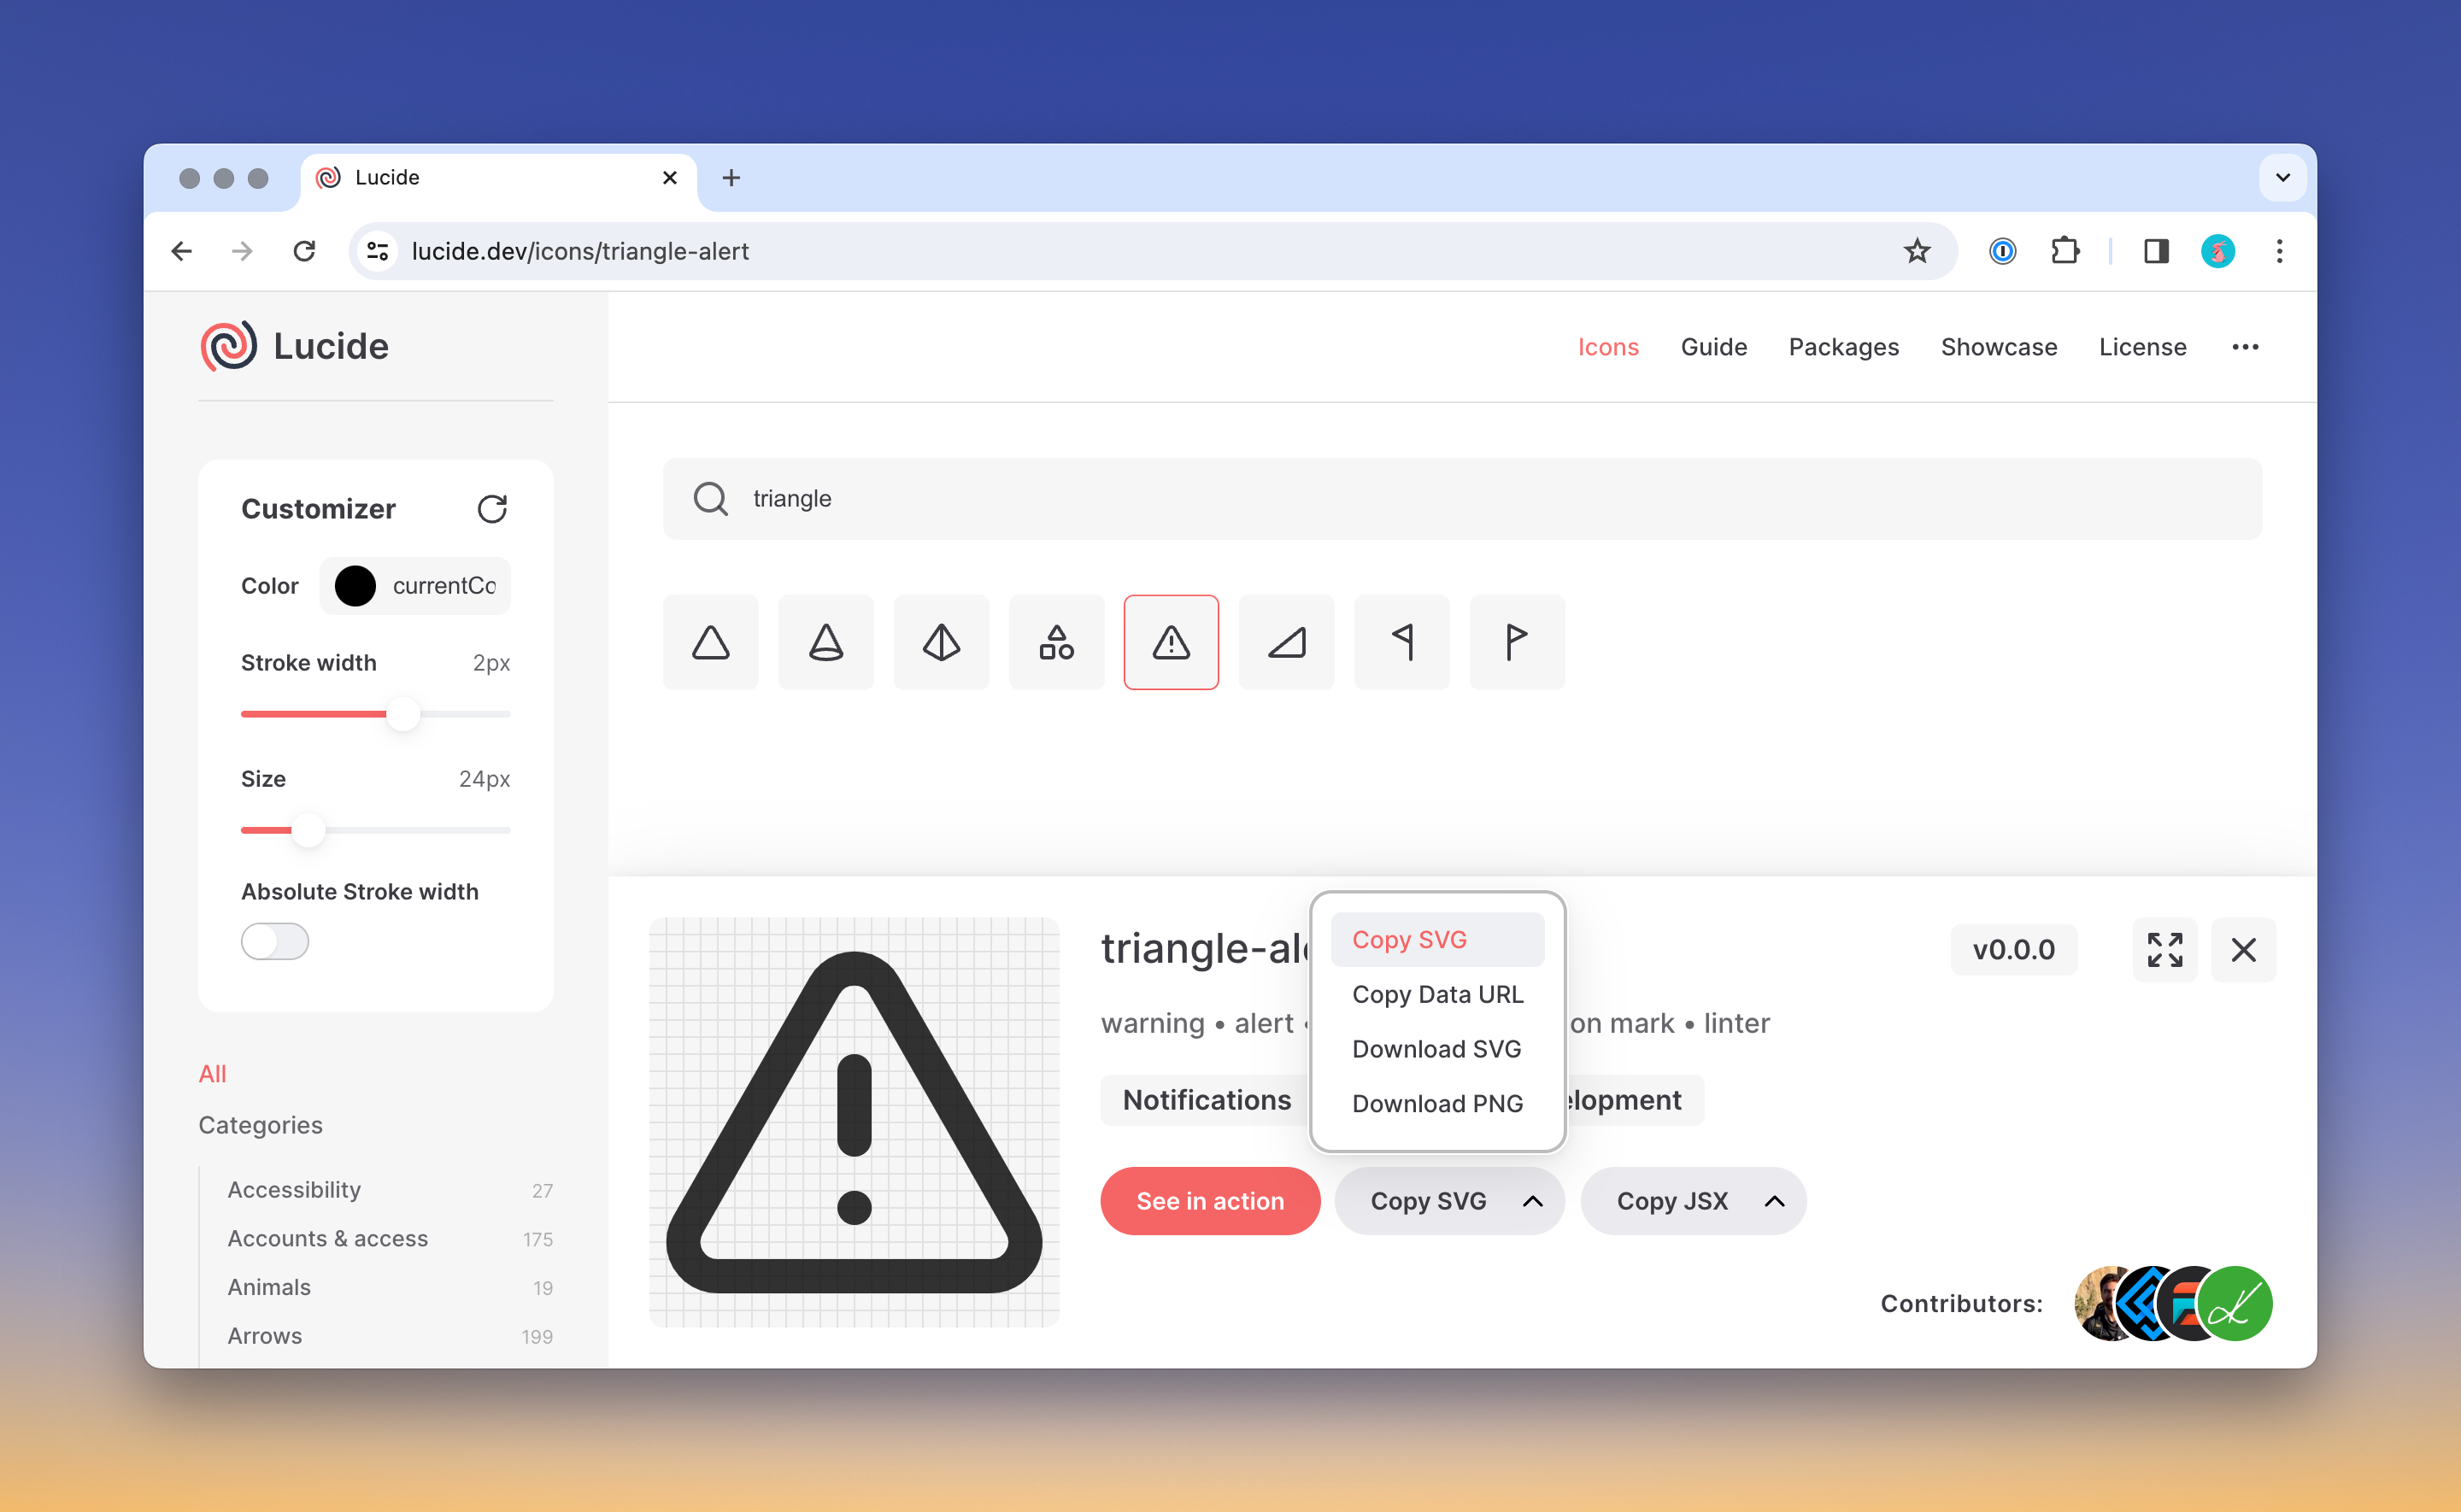 Lucide
lucide.dev/icons/triangle-alert
Lucide
Icons Guide Packages Showcase License
Customizer
Color currentCo
Stroke width 2px
Size 24px
Absolute Stroke width
All
Categories
Accessibility 27
Accounts & access 175
Animals 19
Arrows 199
triangle
triangle-al
v0.0.0
warning • alert • on mark • linter
Notifications elopment
Copy SVG
Copy Data URL
Download SVG
Download PNG
See in action Copy SVG Copy JSX
Contributors: